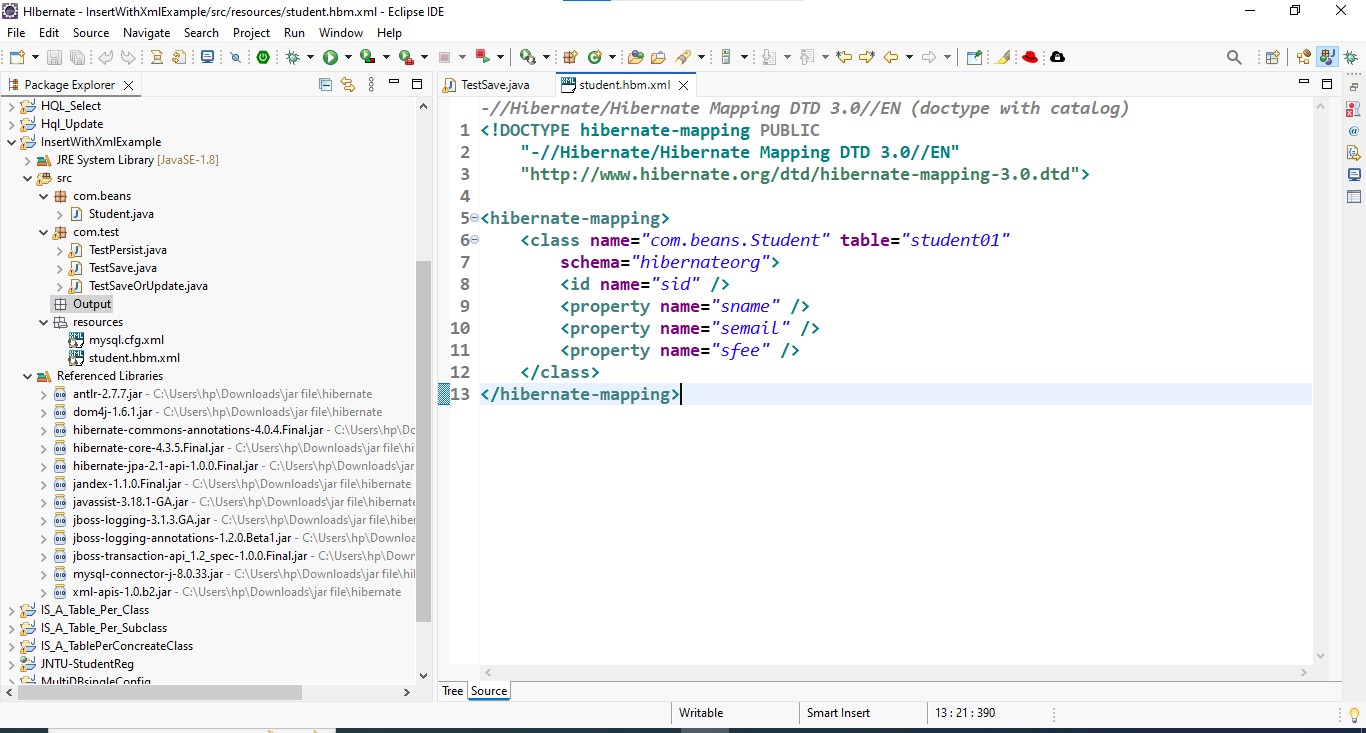 HIbernate - InsertWithXmlExample/src/resources/student.hbm.xml - Eclipse IDE
File Edit Source Navigate Search Project Run Window Help
Package Explorer
HQL_Select
Hql_Update
InsertWithXmlExample
JRE System Library [JavaSE-1.8]
src
com.beans
Student.java
com.test
TestPersist.java
TestSave.java
TestSaveOrUpdate.java
Output
resources
mysql.cfg.xml
student.hbm.xml
Referenced Libraries
antlr-2.7.7.jar - C:\Users\hp\Downloads\jar file\hibernate
dom4j-1.6.1.jar - C:\Users\hp\Downloads\jar file\hibernate
hibernate-commons-annotations-4.0.4.Final.jar - C:\Users\hp\Dc
hibernate-core-4.3.5.Final.jar - C:\Users\hp\Downloads\jar file\hi
hibernate-jpa-2.1-api-1.0.0.Final.jar - C:\Users\hp\Downloads\jar
jandex-1.1.0.Final.jar - C:\Users\hp\Downloads\jar file\hibernate
javassist-3.18.1-GA.jar - C:\Users\hp\Downloads\jar file\hibernate
jboss-logging-3.1.3.GA.jar - C:\Users\hp\Downloads\jar file\hiber
jboss-logging-annotations-1.2.0.Beta1.jar - C:\Users\hp\Downloa
jboss-transaction-api_1.2_spec-1.0.0.Final.jar - C:\Users\hp\Down
mysql-connector-j-8.0.33.jar - C:\Users\hp\Downloads\jar file\hil
xml-apis-1.0.b2.jar - C:\Users\hp\Downloads\jar file\hibernate
IS_A_Table_Per_Class
IS_A_Table_Per_Subclass
IS_A_TablePerConcreateClass
JNTU-StudentReg
MultiDBsingleConfig
TestSave.java student.hbm.xml
-//Hibernate/Hibernate Mapping DTD 3.0//EN (doctype with catalog)
1 <!DOCTYPE hibernate-mapping PUBLIC
2 "-//Hibernate/Hibernate Mapping DTD 3.0//EN"
3 "http://www.hibernate.org/dtd/hibernate-mapping-3.0.dtd">
4
5 <hibernate-mapping>
6 <class name="com.beans.Student" table="student01"
7 schema="hibernateorg">
8 <id name="sid" />
9 <property name="sname" />
10 <property name="semail" />
11 <property name="sfee" />
12 </class>
13 </hibernate-mapping>
Tree Source
Writable Smart Insert 13 : 21 : 390